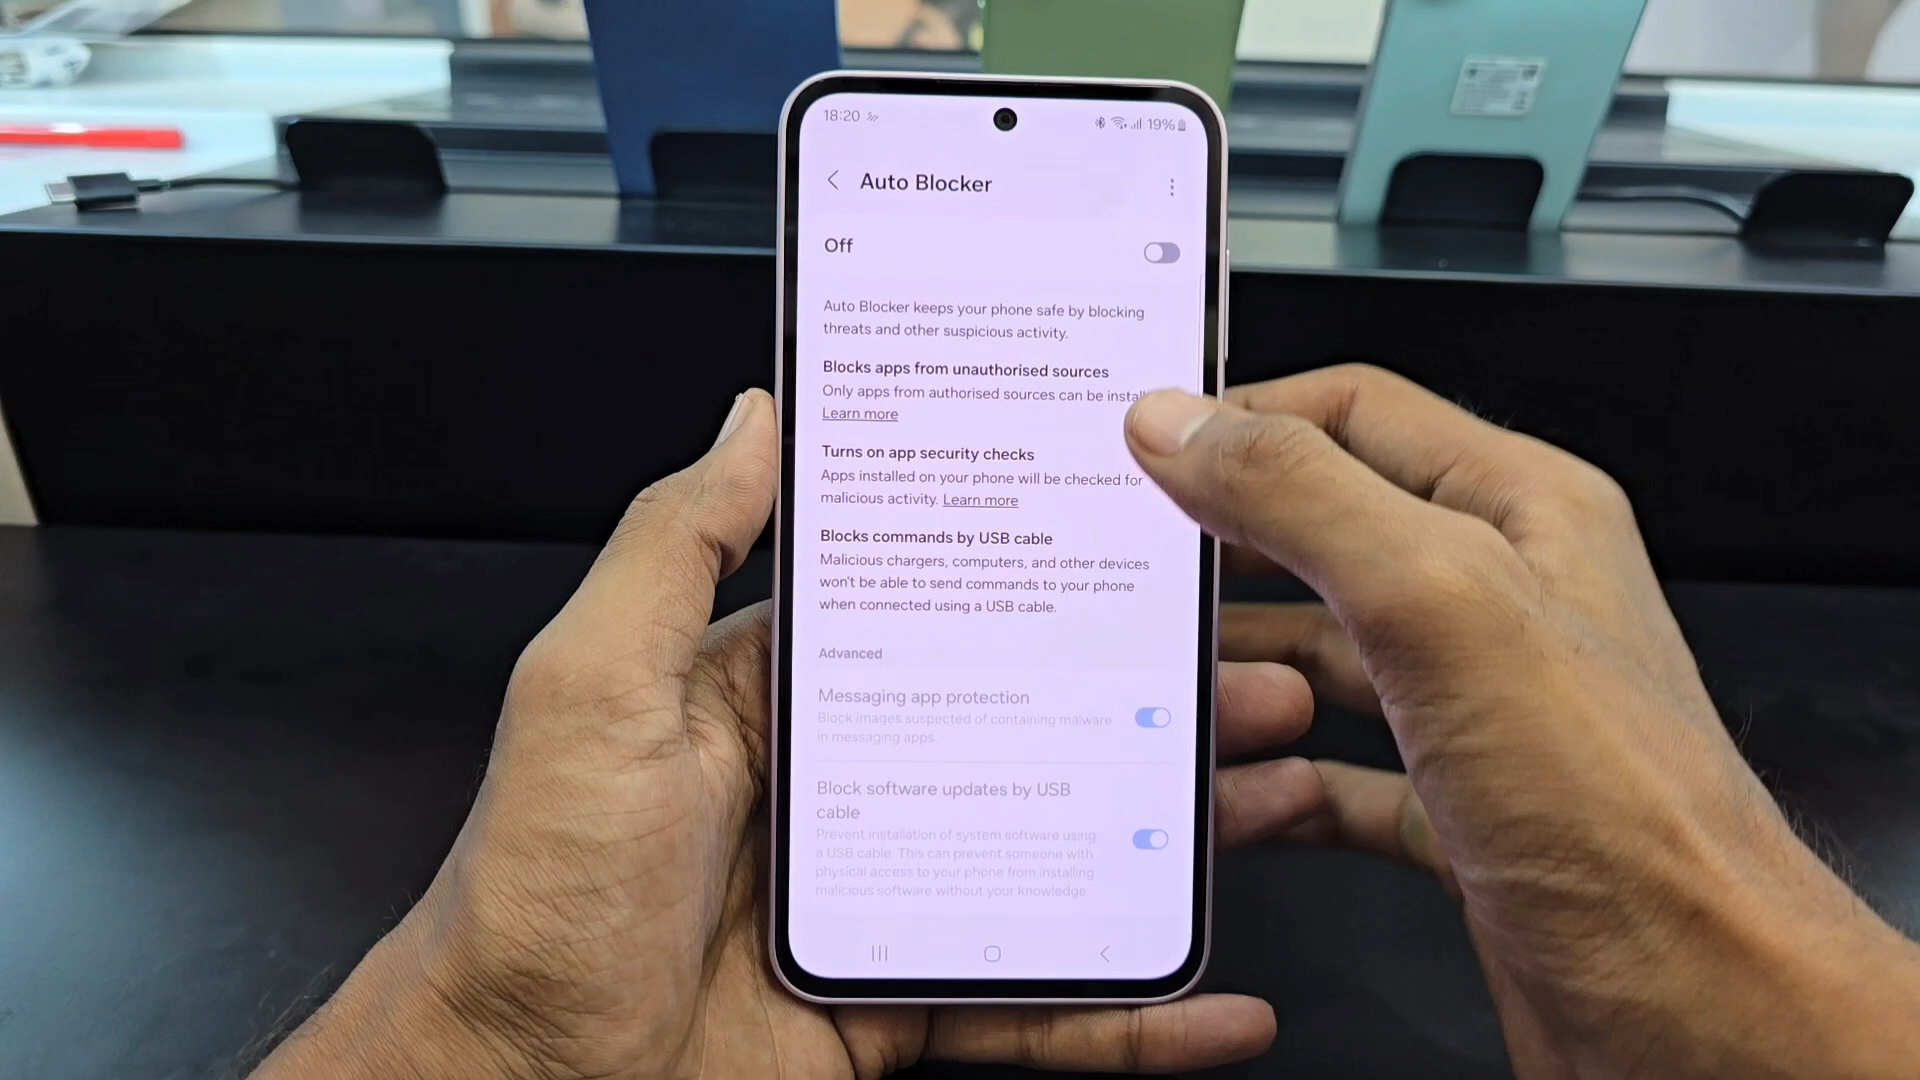 18:20
19%
Auto Blocker
Off
Auto Blocker keeps your phone safe by blocking
threats and other suspicious activity.
Blocks apps from unauthorised sources
Only apps from authorised sources can be instal
Learn more
Turns on app security checks
Apps installed on your phone will be checked for
malicious activity. Learn more
Blocks commands by USB cable
Malicious chargers, computers, and other devices
won't be able to send commands to your phone
when connected using a USB cable.
Advanced
Messaging app protection
Block images suspected of containing malware
in messaging apps.
Block software updates by USB
cable
Prevent installation of system software using
a USB cable. This can prevent someone with
physical access to your phone from installing
malicious software without your knowledge.